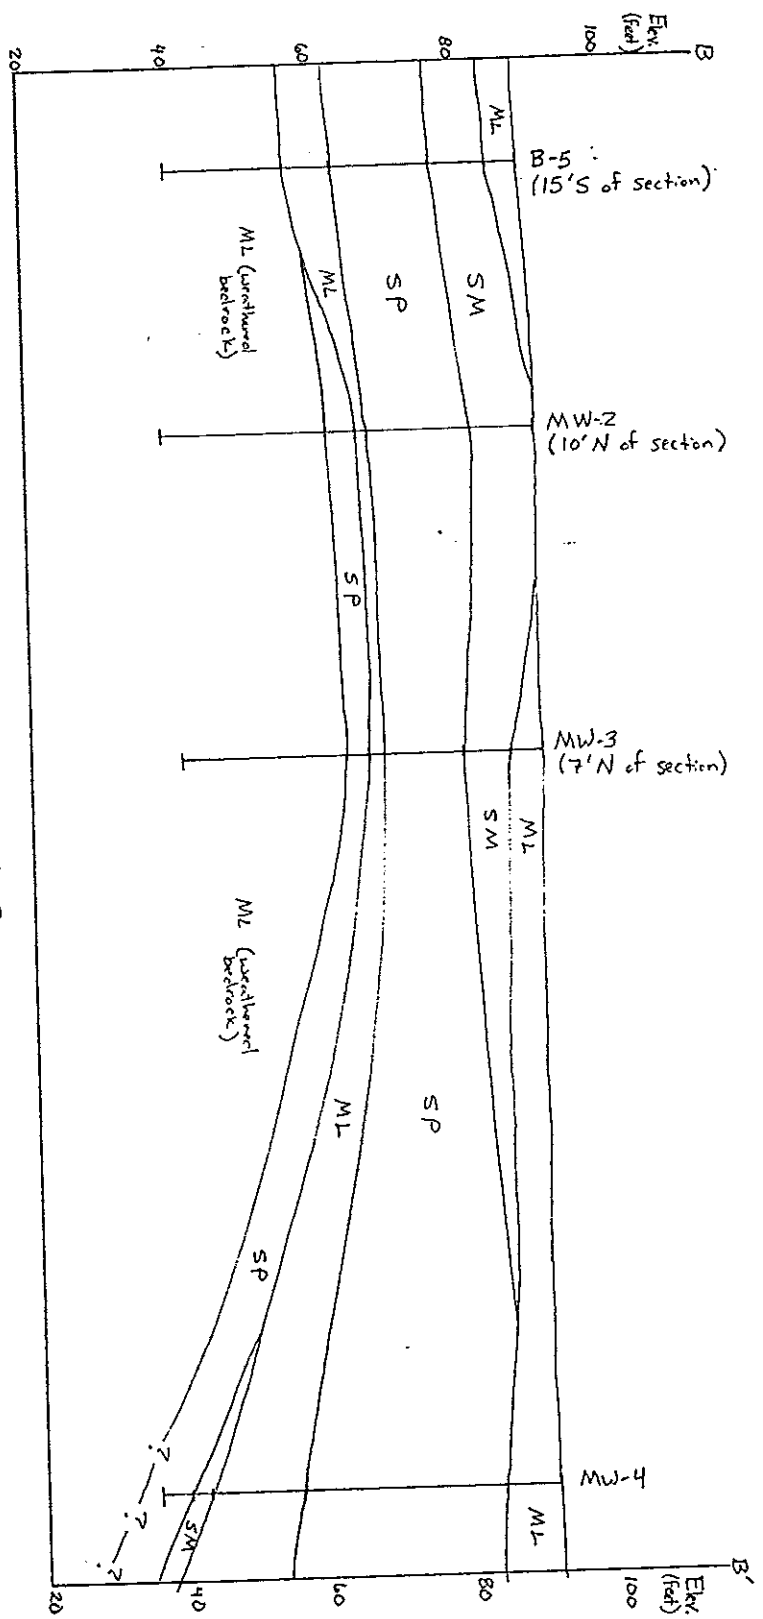 B
Elev.
(feet)
100
80
60
40
20
B-5
(15'S of section)
MW-2
(10'N of section)
MW-3
(7'N of section)
MW-4
B'
Elev.
(feet)
100
80
60
40
20
ML
SM
SP
ML
ML (weathered
bedrock)
SP
ML
SM
SP
ML
SP
ML (weathered
bedrock)
ML
SM
?
?
?